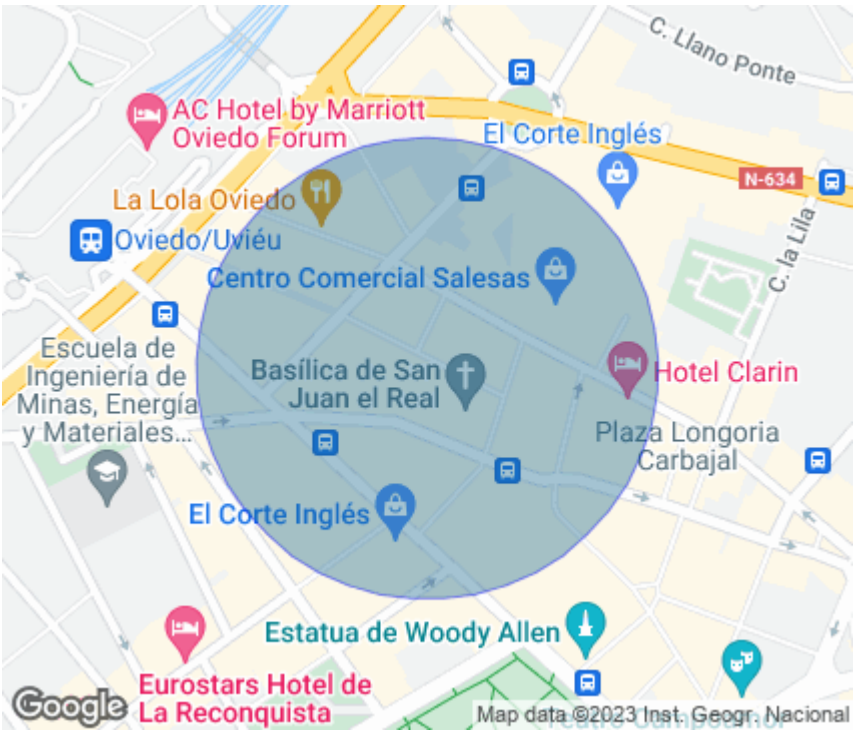 C. Llano Ponte
AC Hotel by Marriott
Oviedo Forum
El Corte Inglés
N-634
La Lola Oviedo
Oviedo/Uviéu
C. la Lila
Centro Comercial Salesas
Escuela de
Ingeniería de
Minas, Energía
y Materiales...
Basílica de San
Juan el Real
Hotel Clarin
Plaza Longoria
Carbajal
El Corte Inglés
Estatua de Woody Allen
Eurostars Hotel de
La Reconquista
Google
Map data ©2023 Inst. Geogr. Nacional